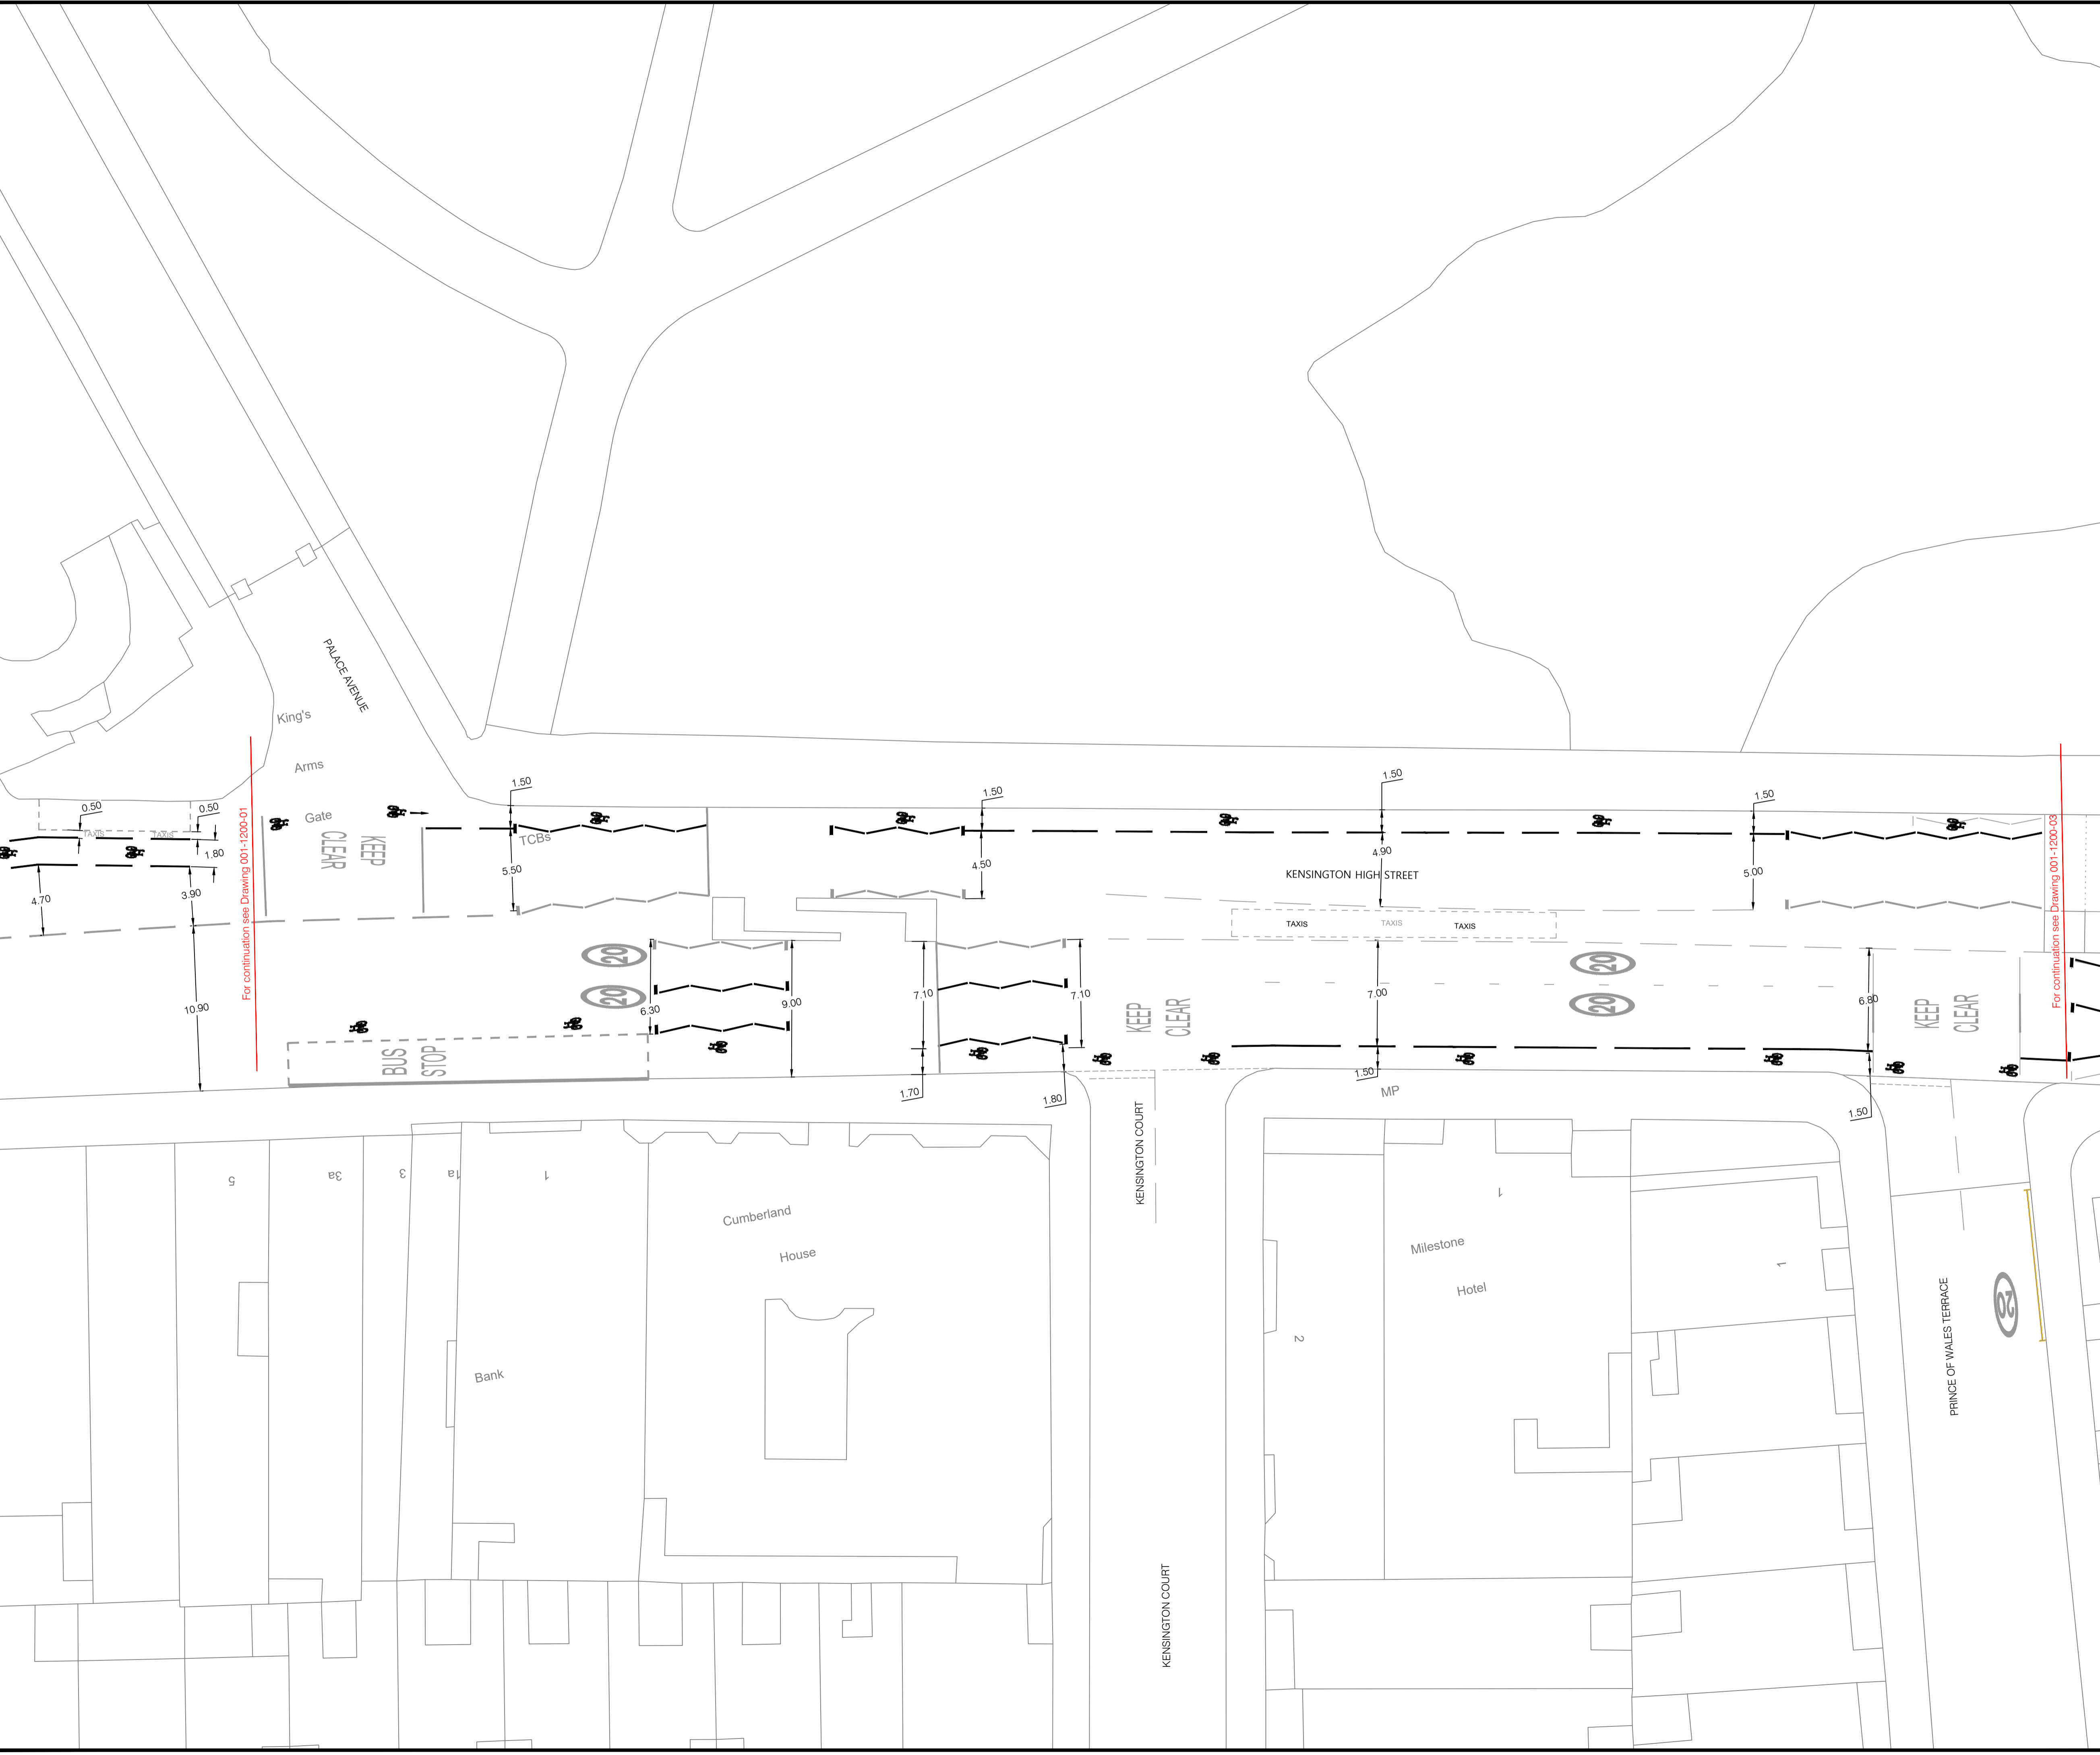 PALACE AVENUE
King's
Arms
Gate
1.50
1.50
1.50
1.50
0.50
0.50
TAXIS
TAXIS
1.80
4.70
3.90
10.90
For continuation see Drawing 001-1200-01
KEEP
CLEAR
TCBs
5.50
4.50
4.90
5.00
KENSINGTON HIGH STREET
TAXIS
TAXIS
TAXIS
For continuation see Drawing 001-1200-03
20
20
20
20
6.30
9.00
7.10
7.10
7.00
6.80
KEEP
CLEAR
KEEP
CLEAR
BUS
STOP
1.70
1.80
1.50
1.50
MP
KENSINGTON COURT
5
3a
3
1a
1
Cumberland
House
Bank
1
Milestone
Hotel
2
1
20
PRINCE OF WALES TERRACE
KENSINGTON COURT